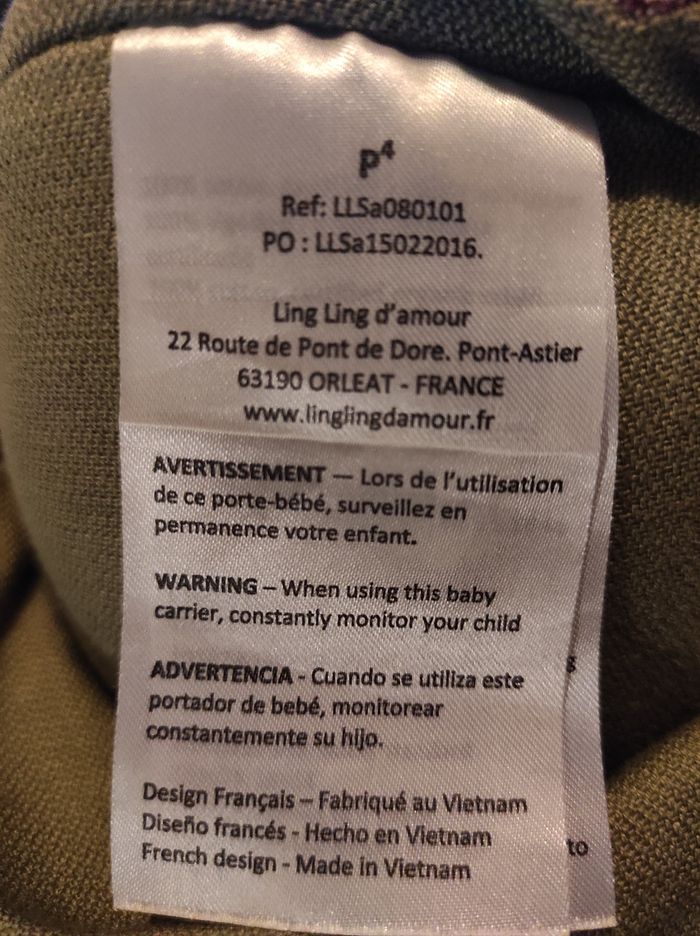 P⁴
Ref: LLSa080101
PO : LLSa15022016.
Ling Ling d'amour
22 Route de Pont de Dore. Pont-Astier
63190 ORLEAT - FRANCE
www.linglingdamour.fr
AVERTISSEMENT — Lors de l'utilisation
de ce porte-bébé, surveillez en
permanence votre enfant.
WARNING – When using this baby
carrier, constantly monitor your child
ADVERTENCIA - Cuando se utiliza este
portador de bebé, monitorear
constantemente su hijo.
Design Français – Fabriqué au Vietnam
Diseño francés - Hecho en Vietnam
French design - Made in Vietnam
to